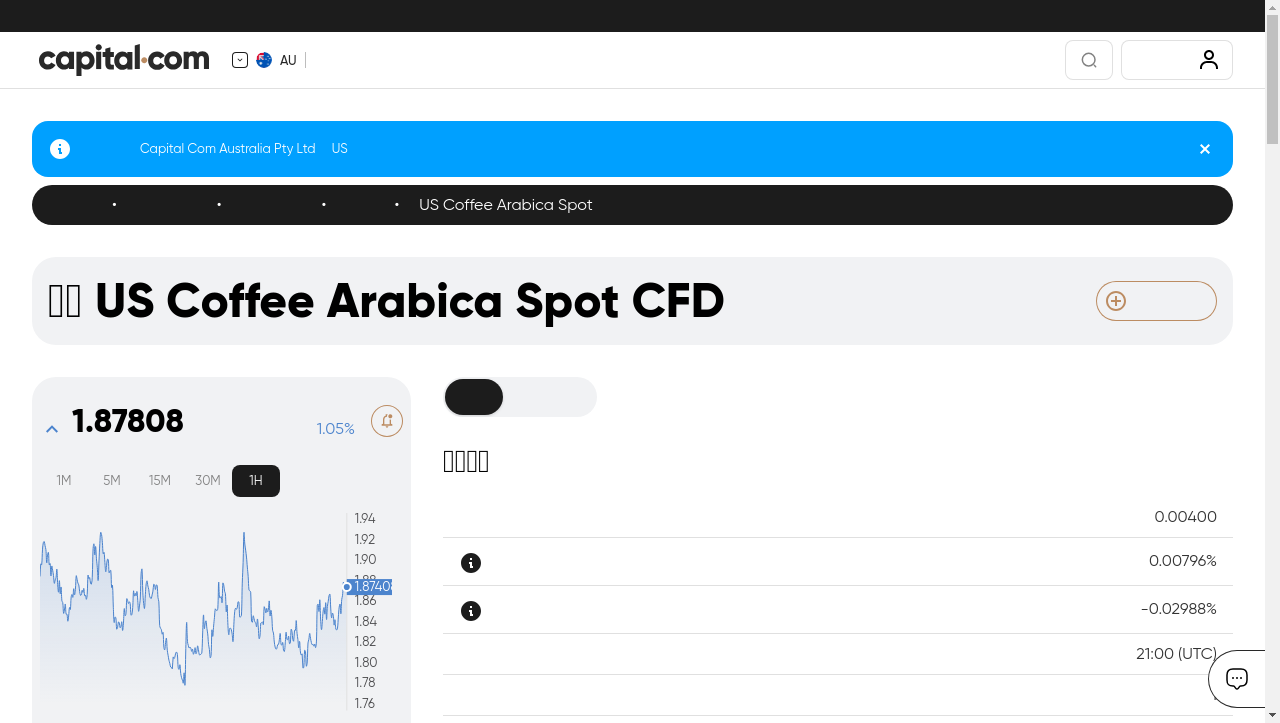 capital.com
AU
Capital Com Australia Pty Ltd US
US Coffee Arabica Spot
US Coffee Arabica Spot CFD
1.87808
1.05%
1M 5M 15M 30M 1H
1.94
1.92
1.90
1.88
1.87408
1.86
1.84
1.82
1.80
1.78
1.76
0.00400
0.00796%
-0.02988%
21:00 (UTC)